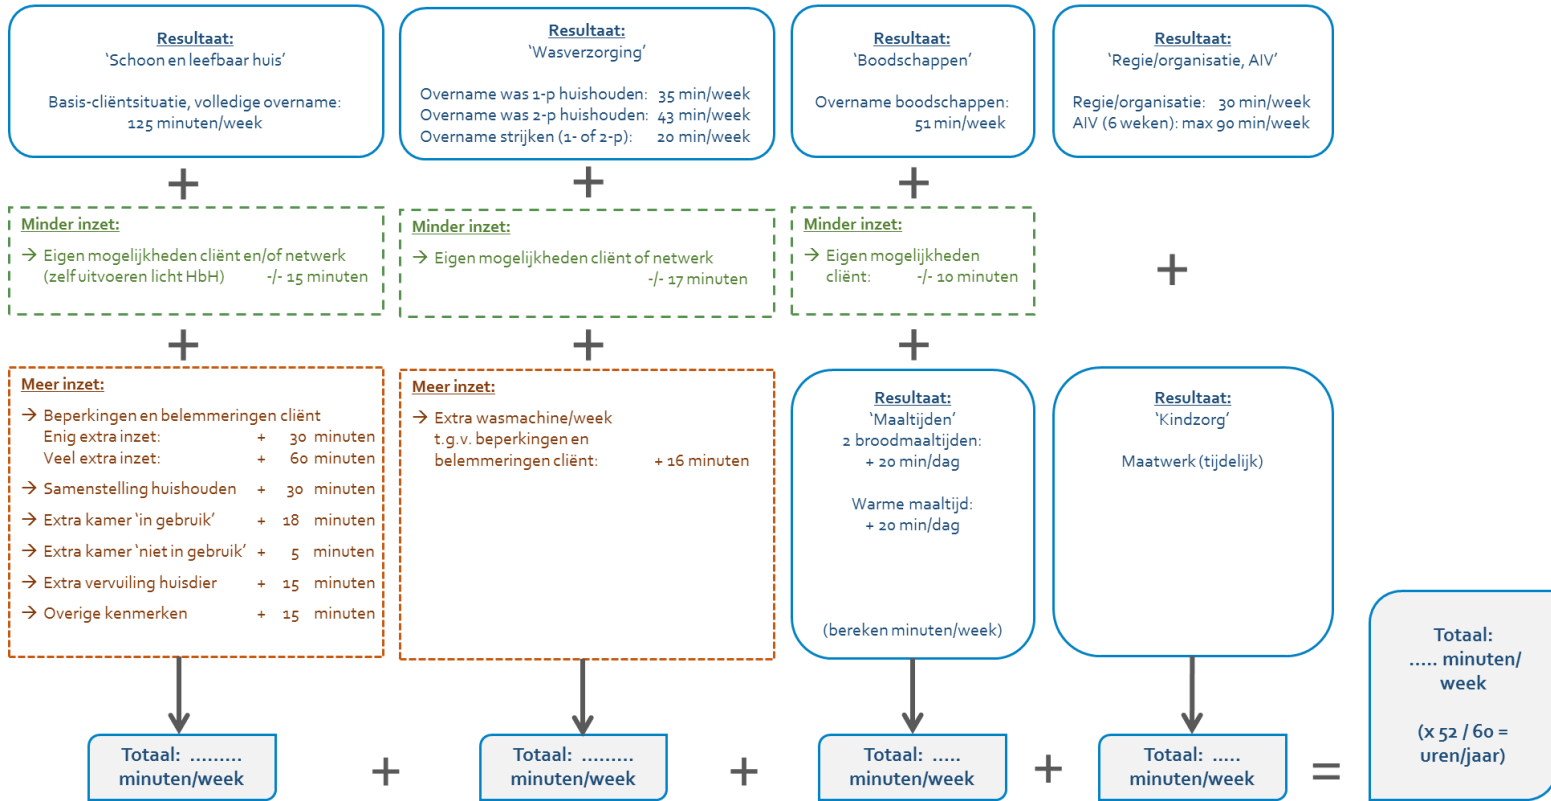 Resultaat:
‘Schoon en leefbaar huis’
Basis-cliëntsituatie, volledige overname:
125 minuten/week
Resultaat:
‘Wasverzorging’
Overname was 1-p huishouden: 35 min/week
Overname was 2-p huishouden: 43 min/week
Overname strijken (1- of 2-p): 20 min/week
Resultaat:
‘Boodschappen’
Overname boodschappen:
51 min/week
Resultaat:
‘Regie/organisatie, AIV’
Regie/organisatie: 30 min/week
AIV (6 weken): max 90 min/week
+
+
+
Minder inzet:
→ Eigen mogelijkheden cliënt en/of netwerk
(zelf uitvoeren licht HbH) -/- 15 minuten
Minder inzet:
→ Eigen mogelijkheden cliënt of netwerk
-/- 17 minuten
Minder inzet:
→ Eigen mogelijkheden
cliënt: -/- 10 minuten
+
+
+
+
Meer inzet:
→ Beperkingen en belemmeringen cliënt
Enig extra inzet: + 30 minuten
Veel extra inzet: + 60 minuten
→ Samenstelling huishouden + 30 minuten
→ Extra kamer ‘in gebruik’ + 18 minuten
→ Extra kamer ‘niet in gebruik’ + 5 minuten
→ Extra vervuiling huisdier + 15 minuten
→ Overige kenmerken + 15 minuten
Meer inzet:
→ Extra wasmachine/week
t.g.v. beperkingen en
belemmeringen cliënt: + 16 minuten
Resultaat:
‘Maaltijden’
2 broodmaaltijden:
+ 20 min/dag
Warme maaltijd:
+ 20 min/dag
(bereken minuten/week)
Resultaat:
‘Kindzorg’
Maatwerk (tijdelijk)
Totaal: .........
minuten/week
+
Totaal: .........
minuten/week
+
Totaal: .....
minuten/week
+
Totaal: .....
minuten/week
=
Totaal:
..... minuten/
week
(x 52 / 60 =
uren/jaar)